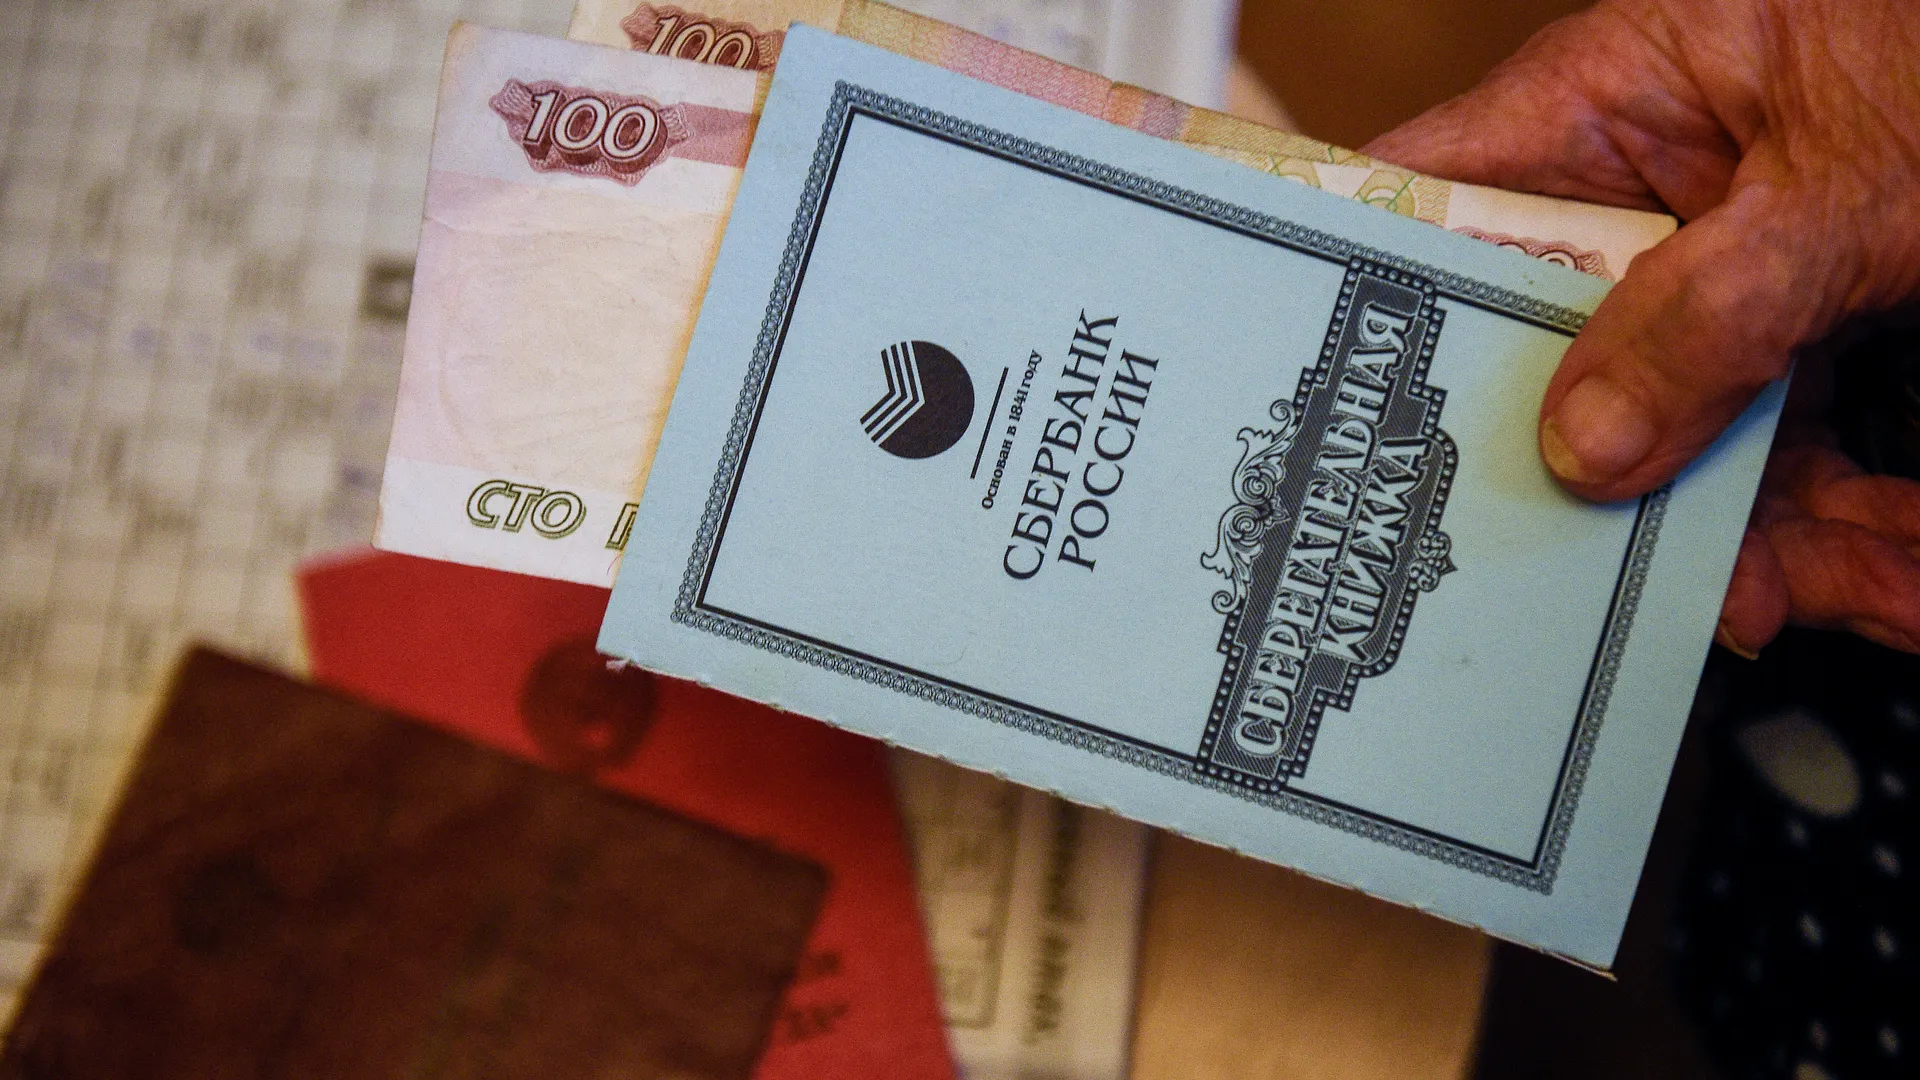 100
100
СТО
Основан в 1841 году
СБЕРБАНК
РОССИИ
СБЕРЕГАТЕЛЬНАЯ
КНИЖКА